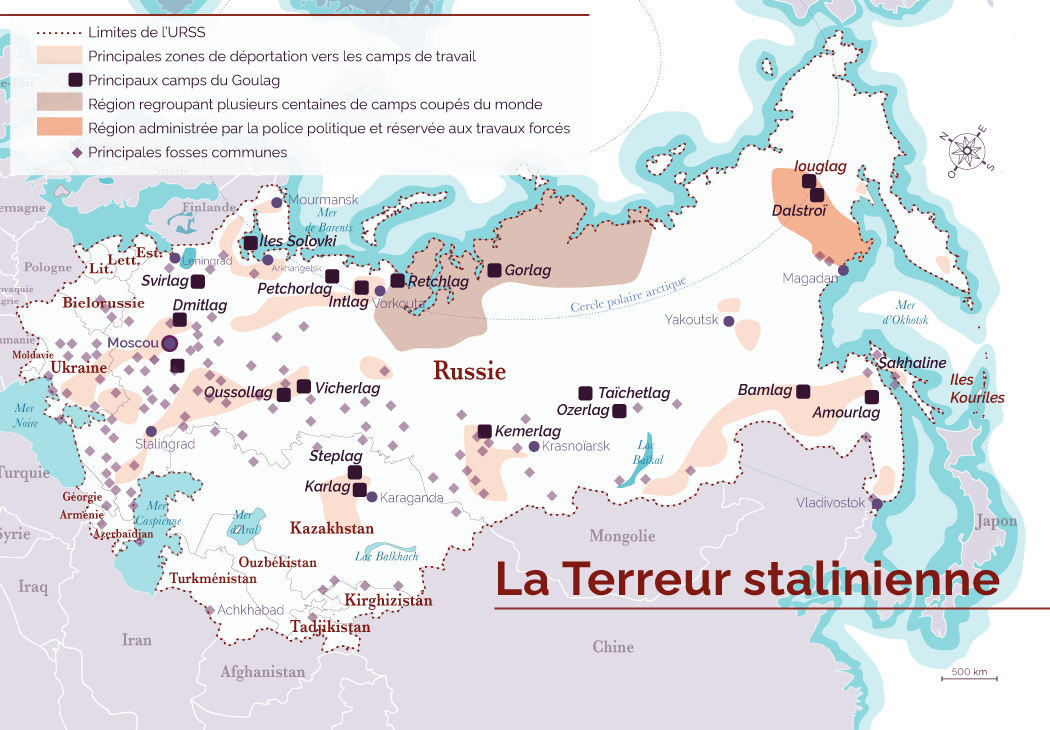 Limites de l'URSS
Principales zones de déportation vers les camps de travail
Principaux camps du Goulag
Région regroupant plusieurs centaines de camps coupés du monde
Région administrée par la police politique et réservée aux travaux forcés
Principales fosses communes
N
E
S
O
Iouglag
Dalstroï
Magadan
Mourmansk
Mer
de Barents
Finlande
emagne
Iles Solovki
Est.
Lett.
Lit.
Leningrad
Arkhangelsk
Pologne
Svirlag
Petchorlag
Intlag
Vorkouta
Retchlag
Gorlag
Cercle polaire arctique
Bielorussie
Dmitlag
Moscou
Yakoutsk
Mer
d'Okhotsk
Moldavie
Ukraine
Russie
Sakhaline
Iles
Kouriles
Oussollag
Vicherlag
Taïchetlag
Ozerlag
Bamlag
Amourlag
Mer
Noire
Stalingrad
Kemerlag
Krasnoïarsk
Lac
Baïkal
Steplag
Karlag
Karaganda
Turquie
Géorgie
Arménie
Azerbaïdjan
Mer
Caspienne
Mer
d'Aral
Kazakhstan
Lac Balkhach
Vladivostok
Japon
Syrie
Mongolie
Ouzbékistan
Turkménistan
Iraq
La Terreur stalinienne
Kirghizistan
Achkhabad
Tadjikistan
Iran
Afghanistan
Chine
500 km